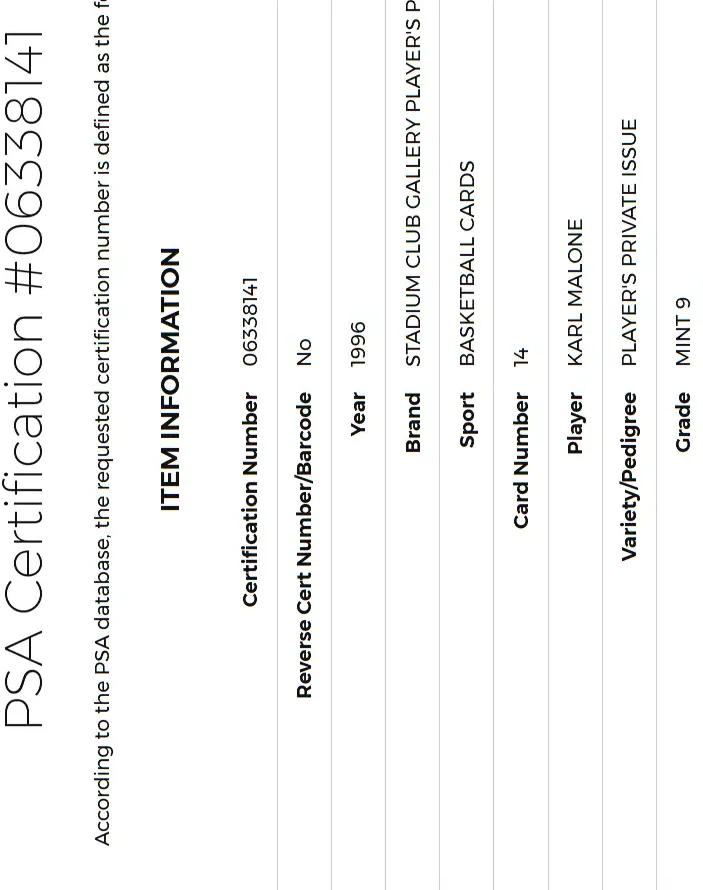 PSA Certification #06338141
According to the PSA database, the requested certification number is defined as the
ITEM INFORMATION
Certification Number 06338141
Reverse Cert Number/Barcode No
Year 1996
Brand STADIUM CLUB GALLERY PLAYER'S
Sport BASKETBALL CARDS
Card Number 14
Player KARL MALONE
Variety/Pedigree PLAYER'S PRIVATE ISSUE
Grade MINT 9